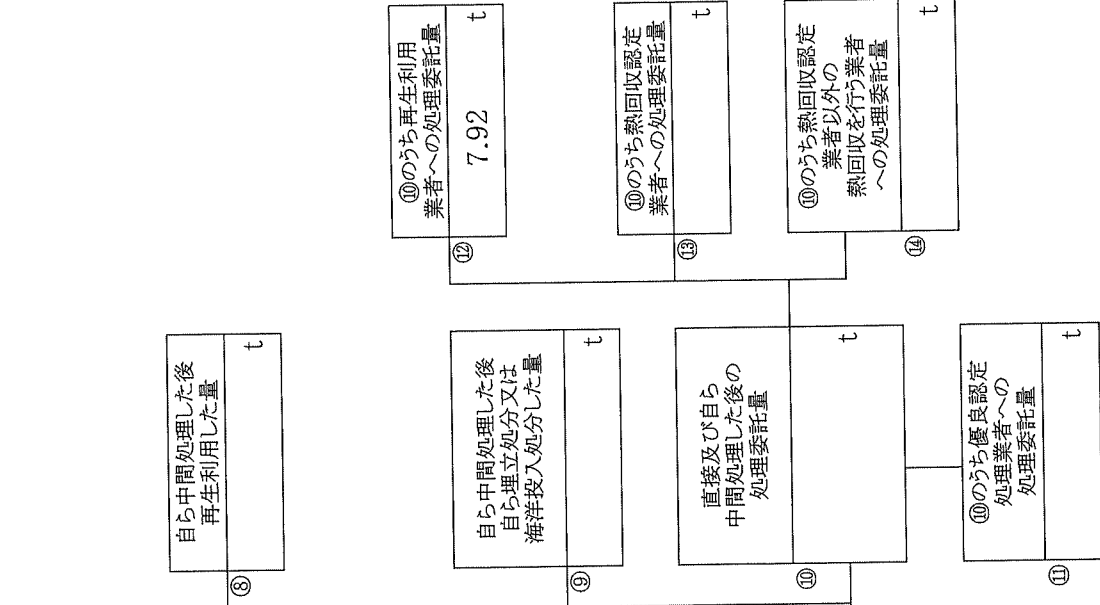 ⑧
自ら中間処理した後
再生利用した量
t
⑨
自ら中間処理した後
自ら埋立処分又は
海洋投入処分した量
t
⑩
直接及び自ら
中間処理した後の
処理委託量
t
⑪
⑩のうち優良認定
処理業者への
処理委託量
t
⑫
⑩のうち再生利用
業者への処理委託量
7.92 t
⑬
⑩のうち熱回収認定
業者への処理委託量
t
⑭
⑩のうち熱回収認定
業者以外の
熱回収を行う業者
への処理委託量
t